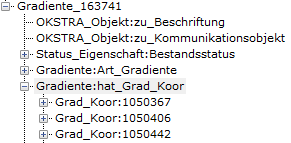 Gradiente_163741
OKSTRA_Objekt:zu_Beschriftung
OKSTRA_Objekt:zu_Kommunikationsobjekt
Status_Eigenschaft:Bestandsstatus
Gradiente:Art_Gradiente
Gradiente:hat_Grad_Koor
Grad_Koor:1050367
Grad_Koor:1050406
Grad_Koor:1050442